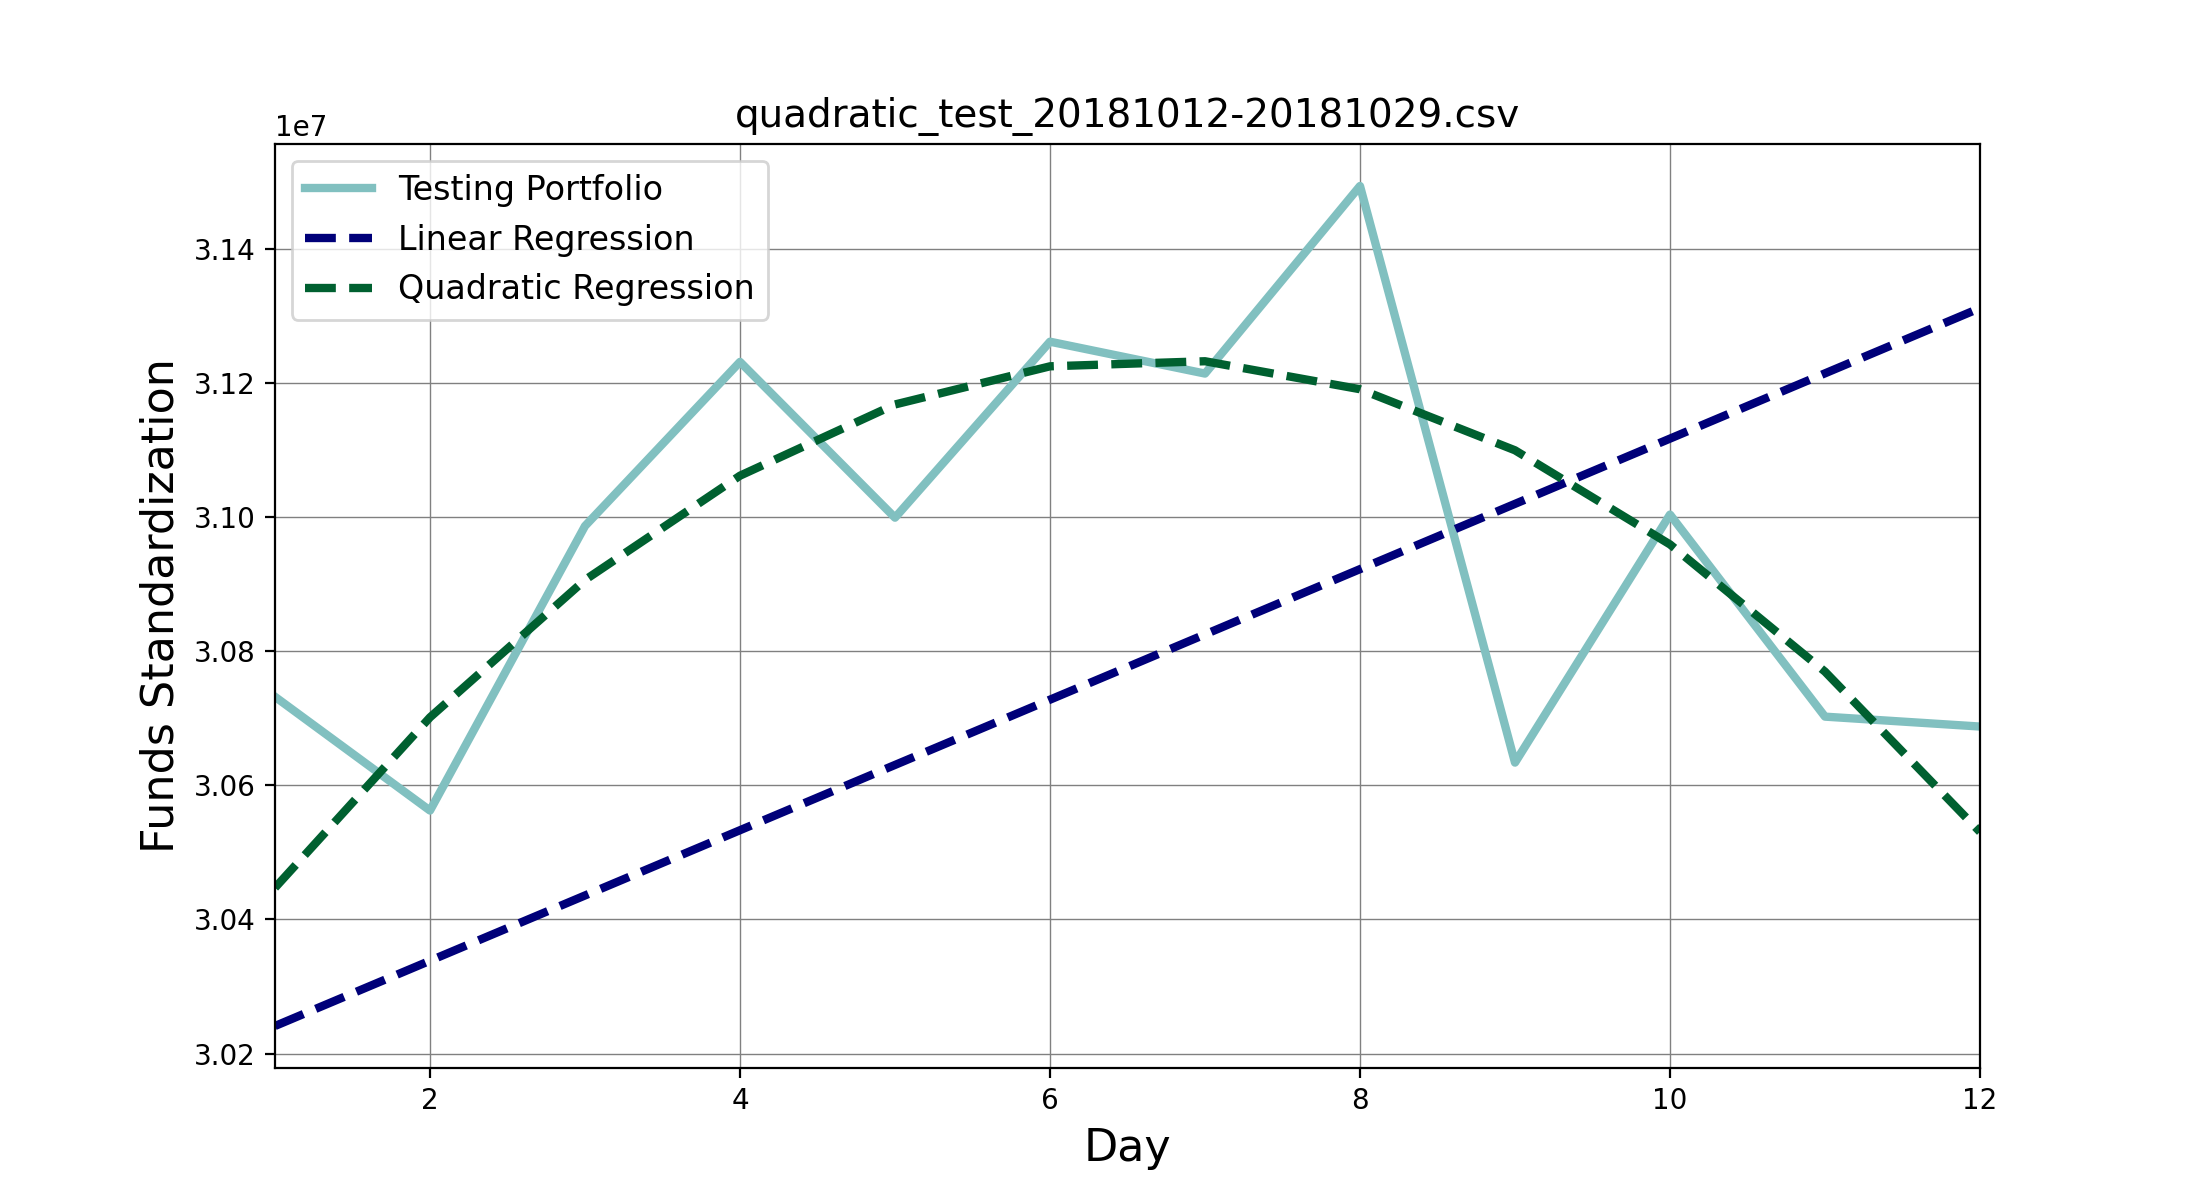 quadratic_test_20181012-20181029.csv
1e7
Testing Portfolio
Linear Regression
Quadratic Regression
3.14
3.12
3.10
3.08
3.06
3.04
3.02
Funds Standardization
2 4 6 8 10 12
Day